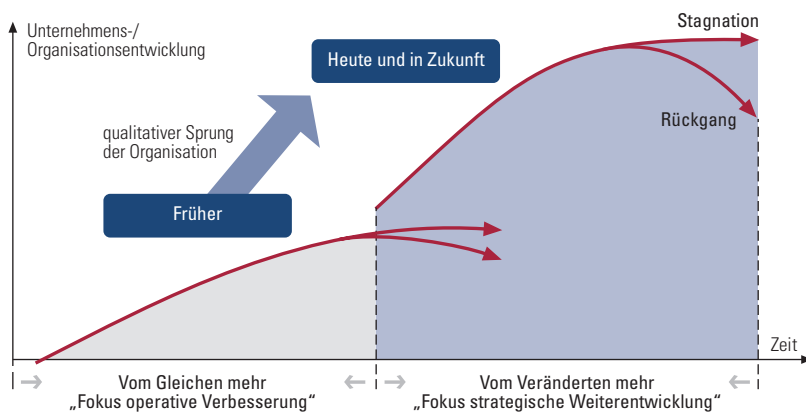 Unternehmens-/
Organisationsentwicklung
Stagnation
Heute und in Zukunft
Rückgang
qualitativer Sprung
der Organisation
Früher
Zeit
Vom Gleichen mehr
„Fokus operative Verbesserung“
Vom Veränderten mehr
„Fokus strategische Weiterentwicklung“